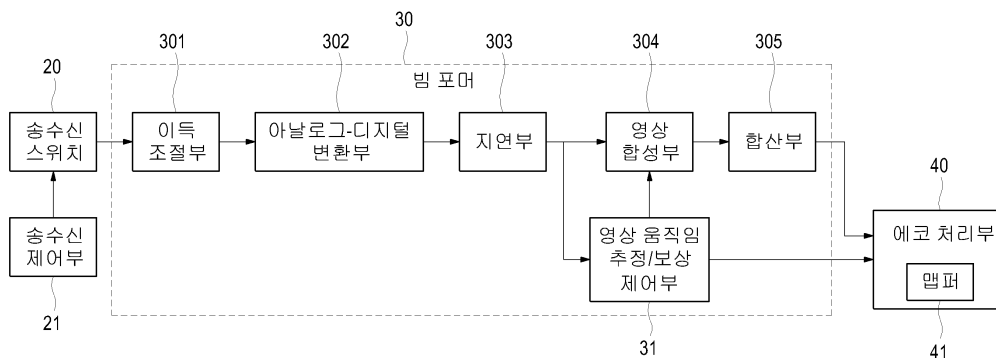 30
301
302
303
304
305
20
빔 포머
송수신
스위치
이득
조절부
아날로그-디지털
변환부
지연부
영상
합성부
합산부
40
송수신
제어부
영상 움직임
추정/보상
제어부
에코 처리부
맵퍼
21
31
41